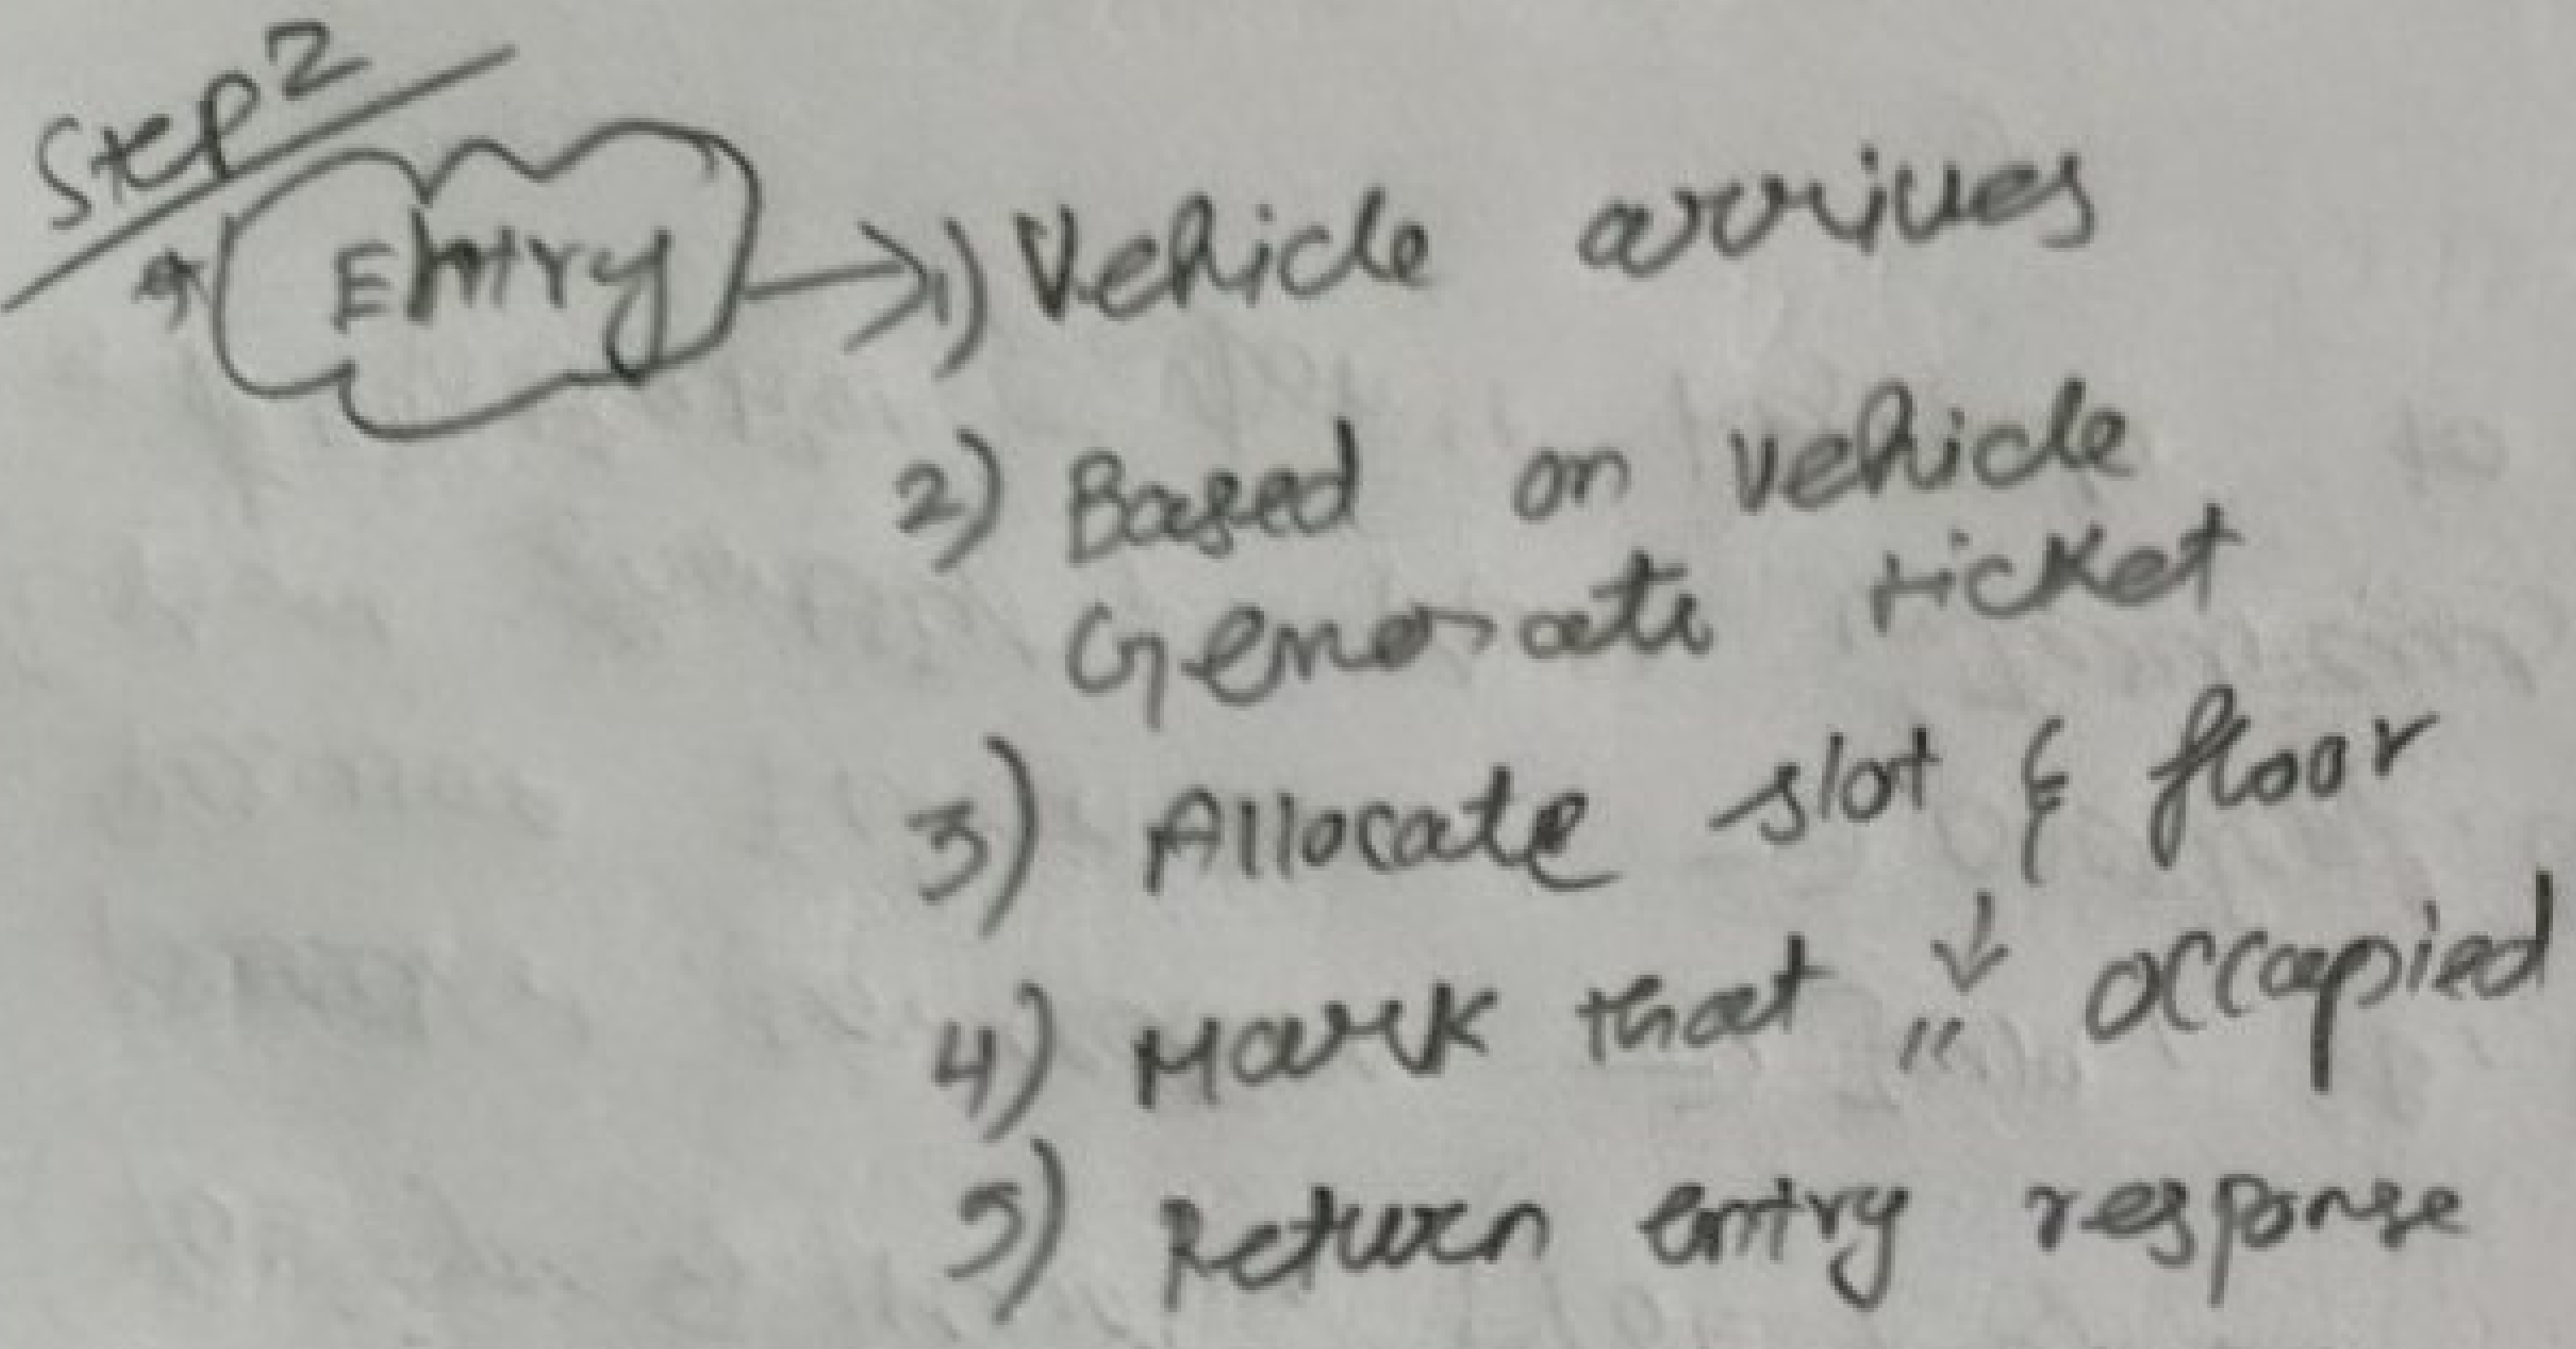 Step 2
Entry → 1) Vehicle arrives
2) Based on vehicle
Generate ticket
3) Allocate slot & floor
↓
4) Mark that " occupied
5) Return entry response